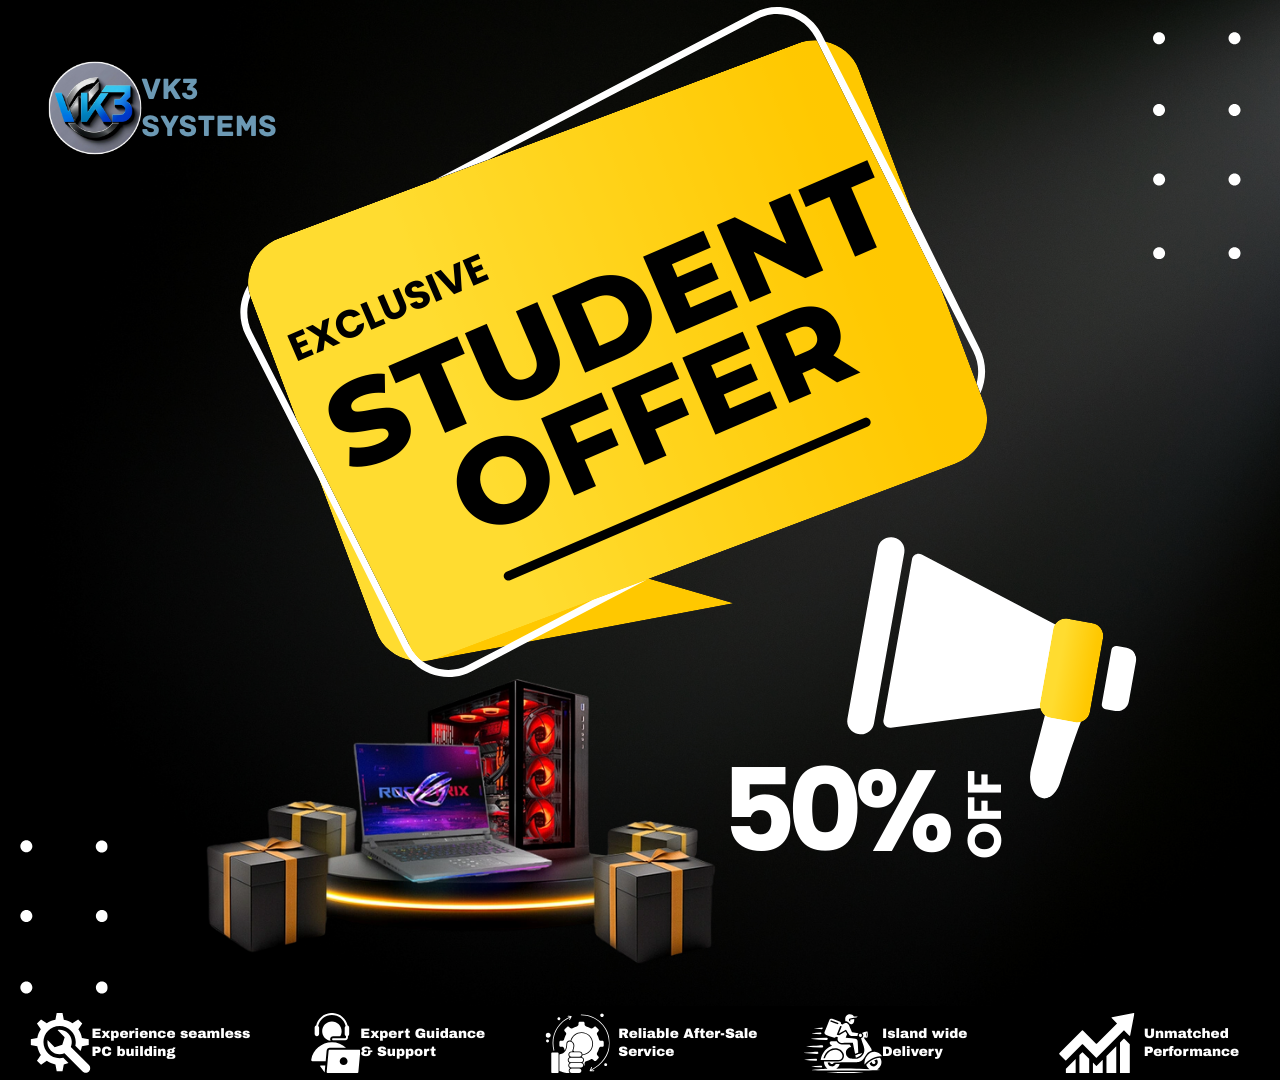 VK3
VK3
SYSTEMS
EXCLUSIVE
STUDENT
OFFER
50% OFF
Experience seamless
PC building
Expert Guidance
& Support
Reliable After-Sale
Service
Island wide
Delivery
Unmatched
Performance